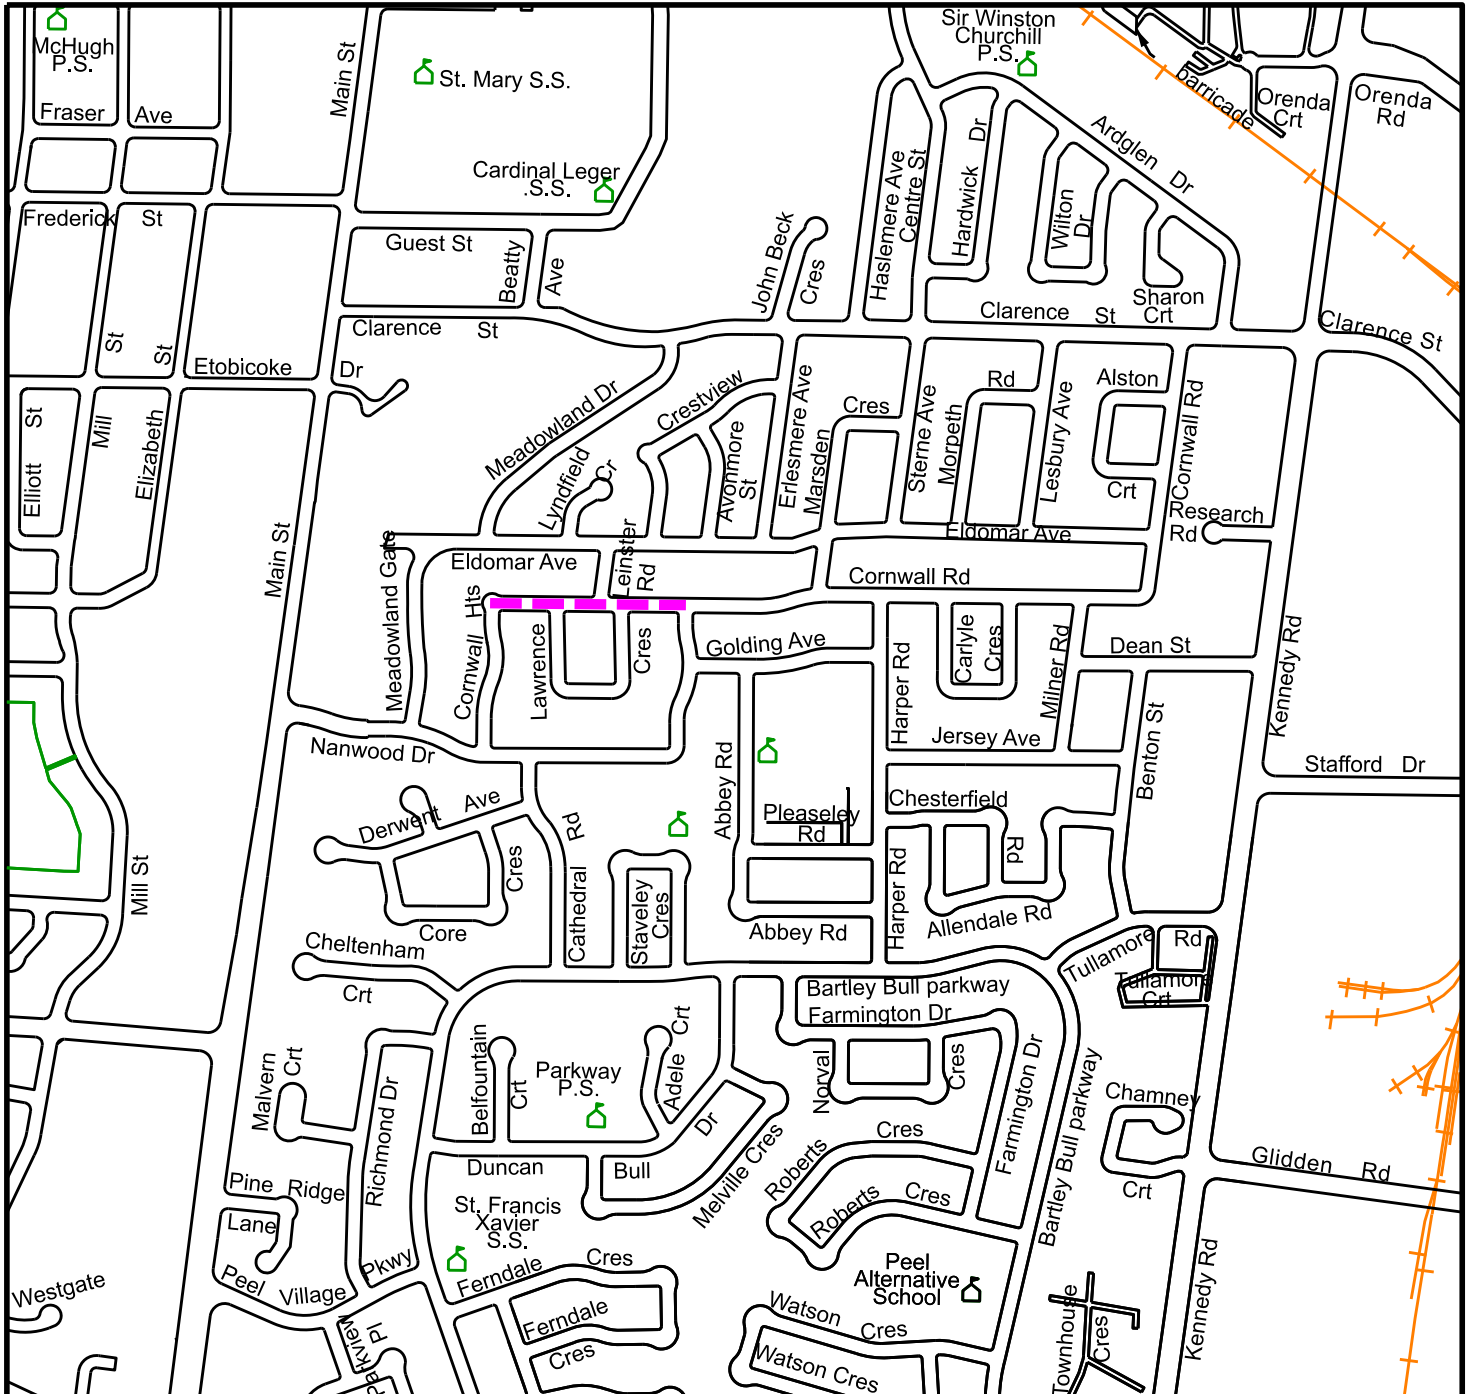 McHugh
P.S.
Fraser Ave
Main St
St. Mary S.S.
Sir Winston
Churchill
P.S.
barricade
Orenda
Crt
Orenda
Rd
Cardinal Leger
.S.S.
Ardglen Dr
Haslemere Ave
Centre St
Hardwick Dr
Wilton
Dr
Frederick St
Guest St
Beatty
Ave
John Beck
Cres
Sharon
Crt
Clarence St
Clarence St
Clarence St
St
St
Etobicoke Dr
Elliott St
Mill
Elizabeth
Main St
Meadowland Dr
Crestview
Lyndfield
Cr
Avonmore
St
Erlesmere Ave
Marsden
Cres
Sterne Ave
Morpeth
Rd
Lesbury Ave
Alston
Crt
Cornwall Rd
Research
Rd
Eldomar Ave
Eldomar Ave
Meadowland Gate
Leinster
Rd
Cornwall Rd
Cornwall Hts
Lawrence
Cres
Golding Ave
Harper Rd
Carlyle
Cres
Milner Rd
Dean St
Kennedy Rd
Nanwood Dr
Jersey Ave
Benton St
Stafford Dr
Abbey Rd
Pleaseley
Rd
Chesterfield
Rd
Derwent Ave
Cres
Core
Rd
Cathedral
Mill St
Staveley
Cres
Abbey Rd
Harper Rd
Allendale Rd
Cheltenham
Crt
Tullamore Rd
Tullamore
Crt
Bartley Bull parkway
Farmington Dr
Malvern
Crt
Richmond Dr
Belfountain
Crt
Parkway
P.S.
Adele
Crt
Norval
Cres
Farmington Dr
Bartley Bull parkway
Chamney
Crt
Glidden Rd
Duncan Bull
Dr
Melville Cres
Roberts
Cres
Roberts
Cres
Pine Ridge
Lane
St. Francis
Xavier
S.S.
Peel Village Pkwy
Westgate
Ferndale
Cres
Ferndale
Cres
Peel
Alternative
School
Watson
Cres
Watson Cres
Parkview
Pl
Townhouse
Cres
Kennedy Rd